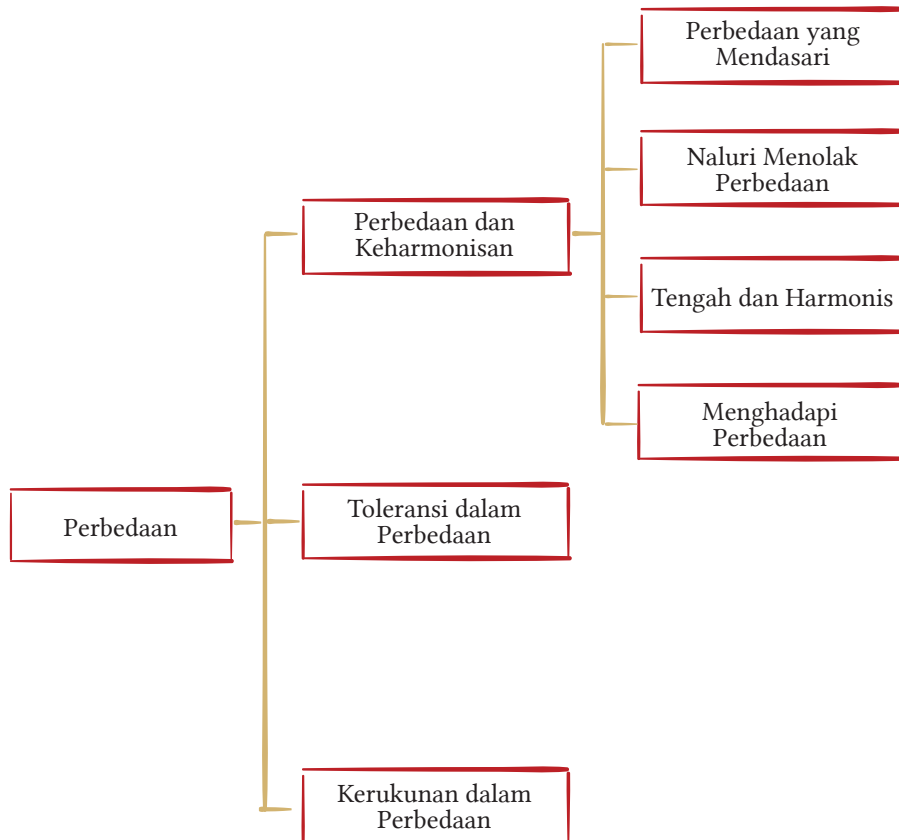 Perbedaan
Perbedaan dan
Keharmonisan
Perbedaan yang
Mendasari
Naluri Menolak
Perbedaan
Tengah dan Harmonis
Menghadapi
Perbedaan
Toleransi dalam
Perbedaan
Kerukunan dalam
Perbedaan